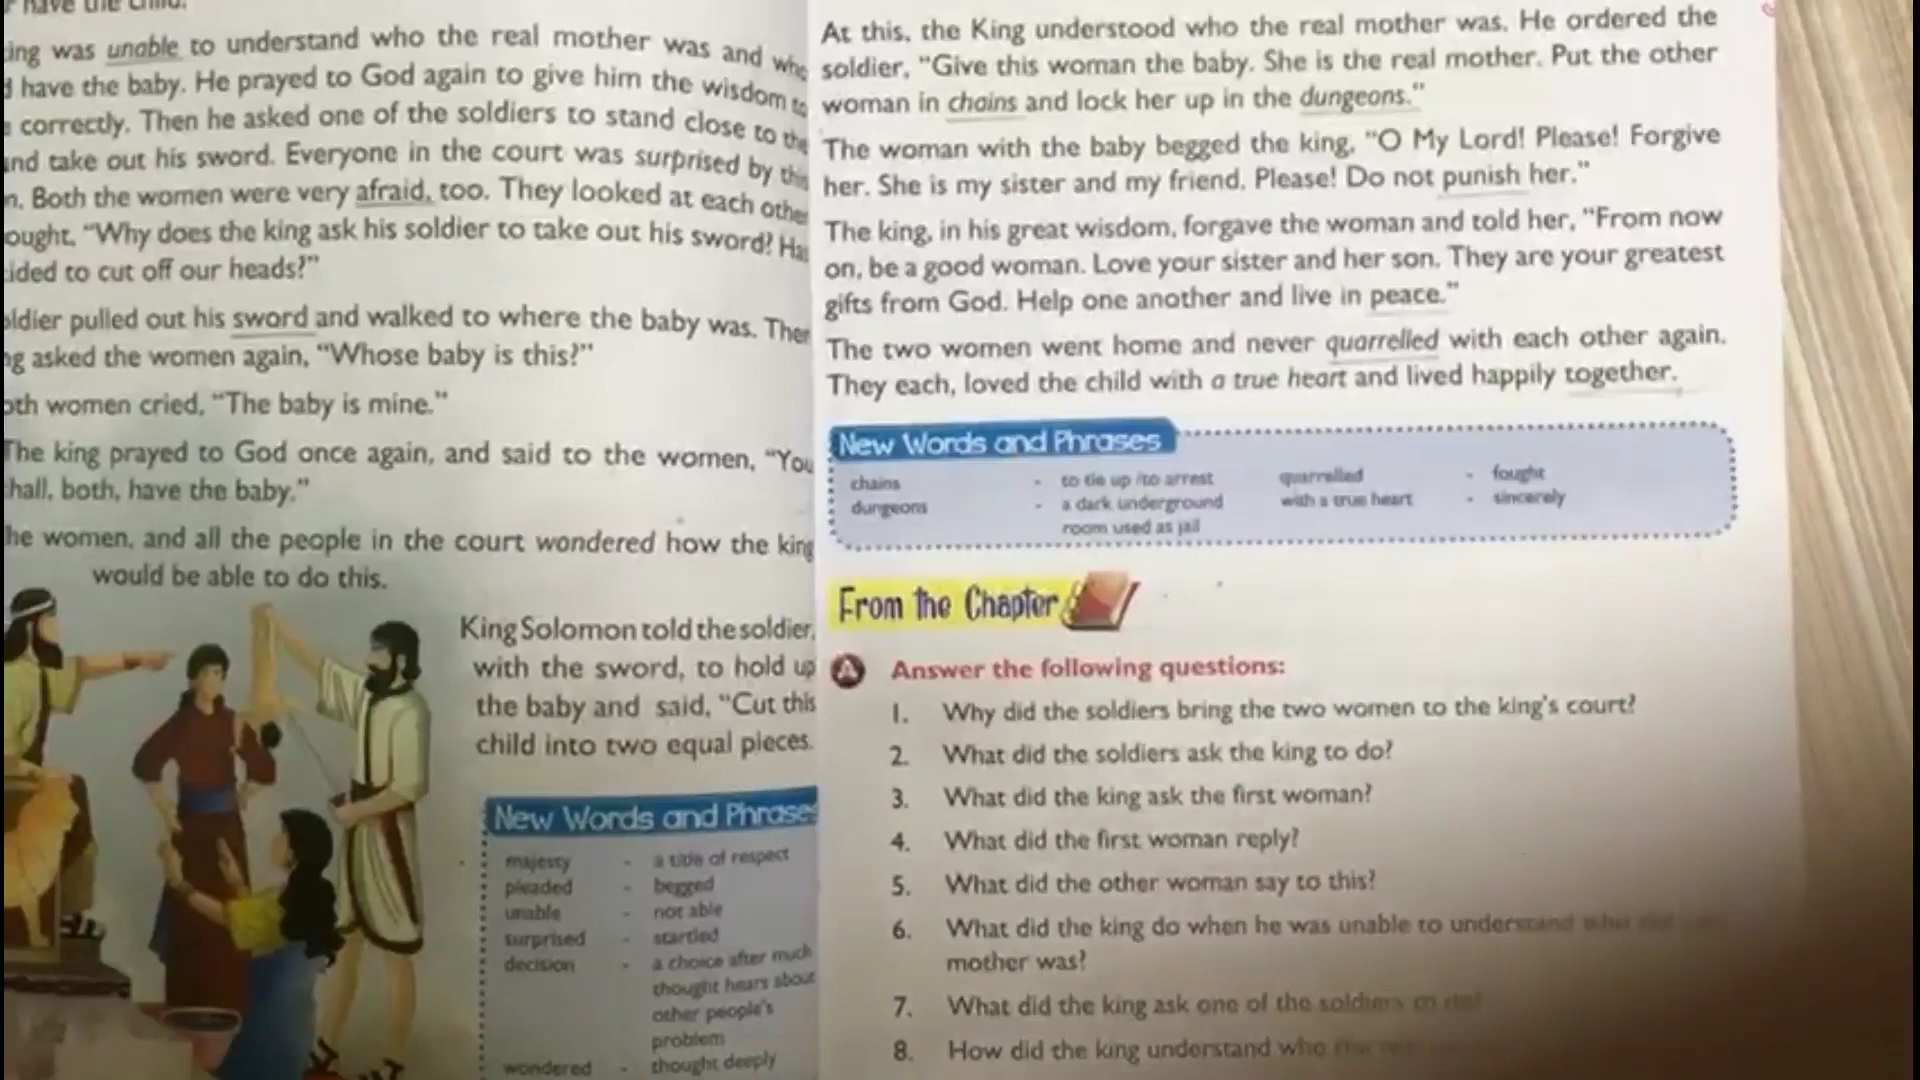 have the child.
ing was unable to understand who the real mother was and who
have the baby. He prayed to God again to give him the wisdom to
correctly. Then he asked one of the soldiers to stand close to the
and take out his sword. Everyone in the court was surprised by this
n. Both the women were very afraid, too. They looked at each other
ought, "Why does the king ask his soldier to take out his sword? Has
ided to cut off our heads?"
oldier pulled out his sword and walked to where the baby was. Then
ng asked the women again, "Whose baby is this?"
oth women cried, "The baby is mine."
The king prayed to God once again, and said to the women, "You
hall, both, have the baby."
he women, and all the people in the court wondered how the king
would be able to do this.
King Solomon told the soldier,
with the sword, to hold up
the baby and said, "Cut this
child into two equal pieces.
New Words and Phrases
majesty - a title of respect
pleaded - begged
unable - not able
surprised - startled
decision - a choice after much
thought hears about
other people's
problem
wondered - thought deeply
At this, the King understood who the real mother was. He ordered the
soldier, "Give this woman the baby. She is the real mother. Put the other
woman in chains and lock her up in the dungeons."
The woman with the baby begged the king, "O My Lord! Please! Forgive
her. She is my sister and my friend. Please! Do not punish her."
The king, in his great wisdom, forgave the woman and told her, "From now
on, be a good woman. Love your sister and her son. They are your greatest
gifts from God. Help one another and live in peace."
The two women went home and never quarrelled with each other again.
They each, loved the child with a true heart and lived happily together.
New Words and Phrases
chains - to tie up /to arrest quarrelled - fought
dungeons - a dark underground with a true heart - sincerely
room used as jail
From the Chapter
A Answer the following questions:
1. Why did the soldiers bring the two women to the king's court?
2. What did the soldiers ask the king to do?
3. What did the king ask the first woman?
4. What did the first woman reply?
5. What did the other woman say to this?
6. What did the king do when he was unable to understand who the
mother was?
7. What did the king ask one of the soldiers to do?
8. How did the king understand who the